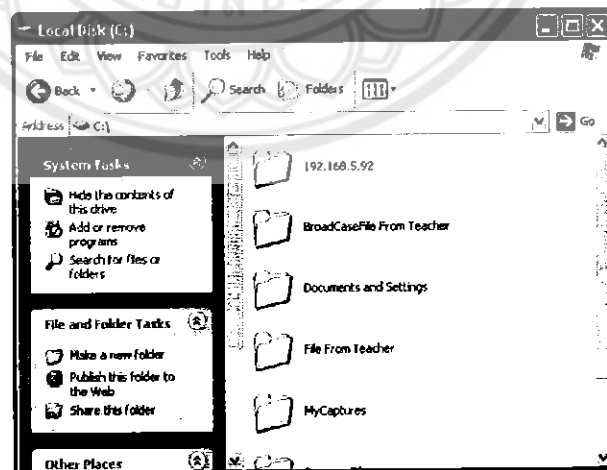 Local Disk (C:)
File Edit View Favorites Tools Help
Back Search Folders
Address C:\ Go
System Tasks
Hide the contents of
this drive
Add or remove
programs
Search for files or
folders
File and Folder Tasks
Make a new folder
Publish this folder to
the Web
Share this folder
Other Places
192.168.5.92
BroadCaseFile From Teacher
Documents and Settings
File From Teacher
MyCaptures